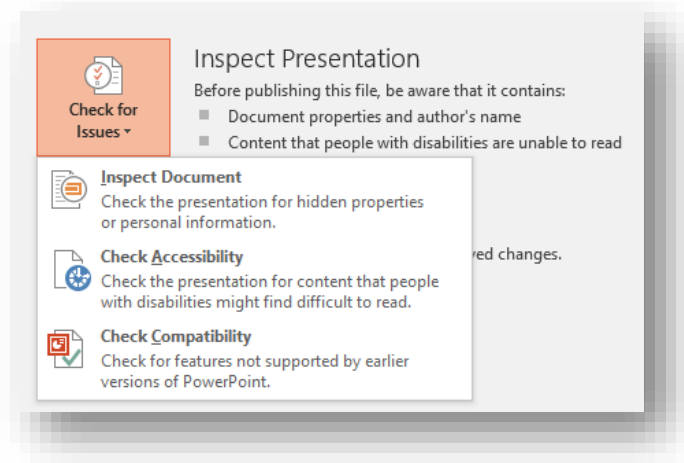 Check for
Issues
Inspect Presentation
Before publishing this file, be aware that it contains:
Document properties and author's name
Content that people with disabilities are unable to read
Inspect Document
Check the presentation for hidden properties
or personal information.
Check Accessibility
Check the presentation for content that people
with disabilities might find difficult to read.
Check Compatibility
Check for features not supported by earlier
versions of PowerPoint.
changes.